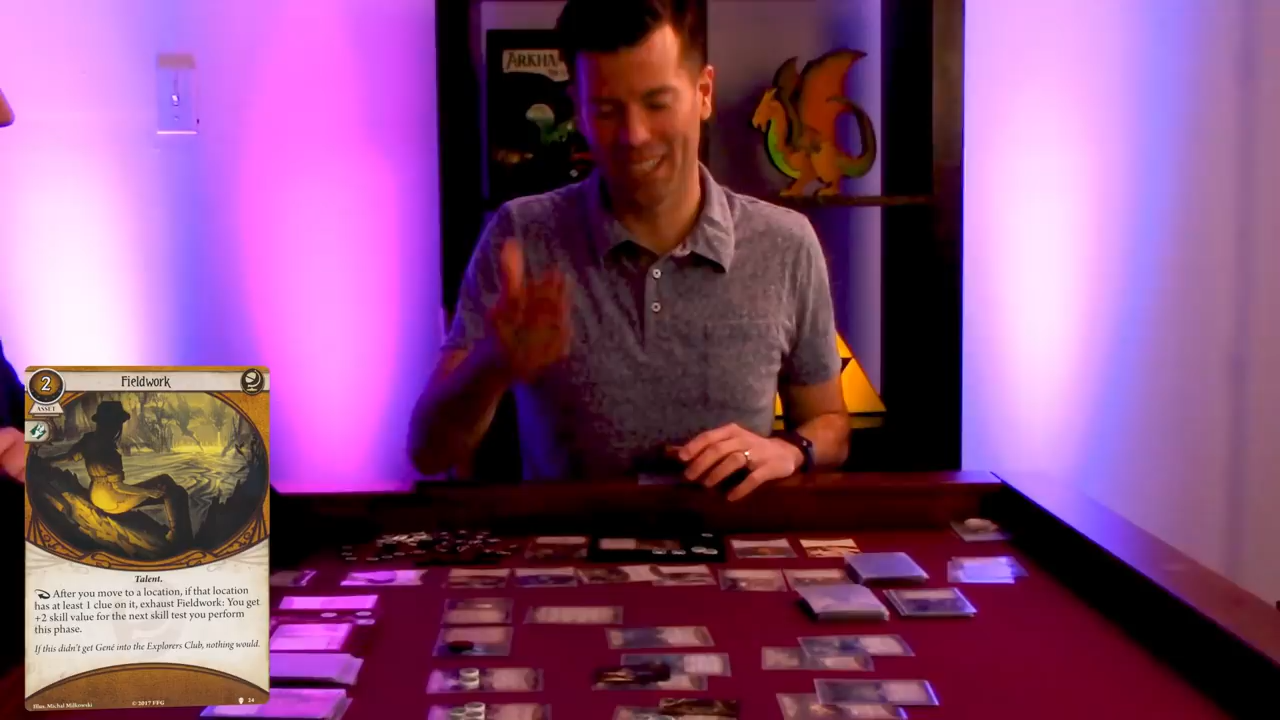 ARKHA
2
Fieldwork
ASSET
Talent.
After you move to a location, if that location
has at least 1 clue on it, exhaust Fieldwork: You get
+2 skill value for the next skill test you perform
this phase.
If this didn't get Gené into the Explorers Club, nothing would.
Illus. Michal Milkowski
© 2017 FFG
24